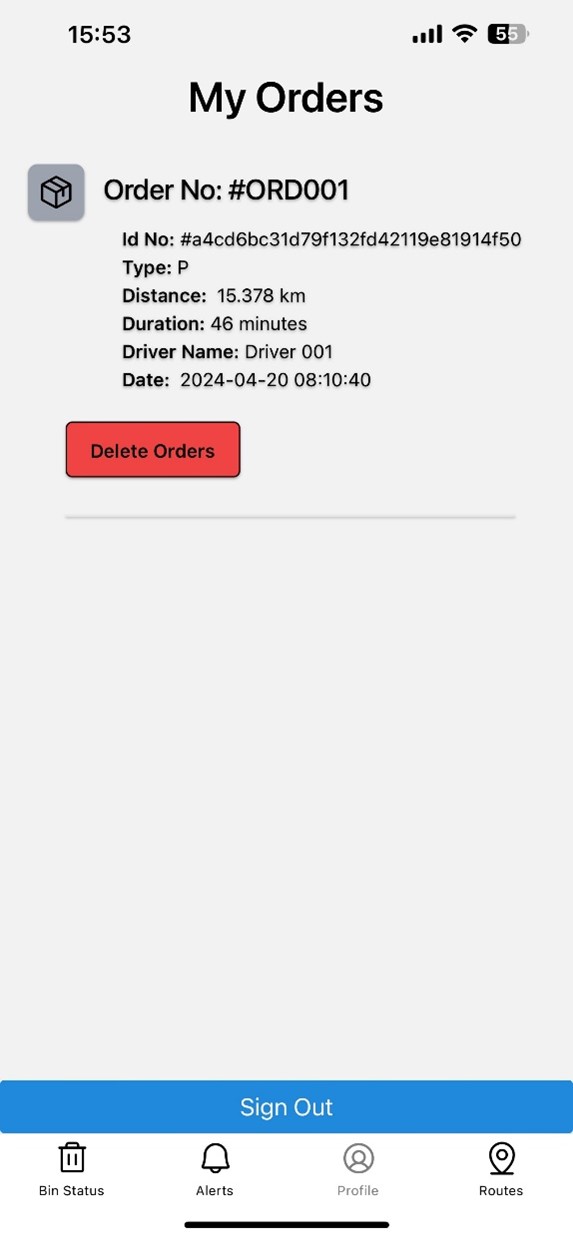 15:53
55
My Orders
Order No: #ORD001
Id No: #a4cd6bc31d79f132fd42119e81914f50
Type: P
Distance: 15.378 km
Duration: 46 minutes
Driver Name: Driver 001
Date: 2024-04-20 08:10:40
Delete Orders
Sign Out
Bin Status
Alerts
Profile
Routes